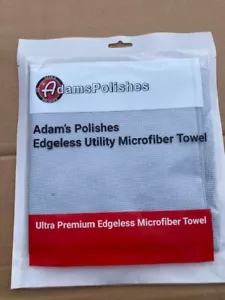 AdamsPolishes
Adam's Polishes
Edgeless Utility Microfiber Towel
Ultra Premium Edgeless Microfiber Towel